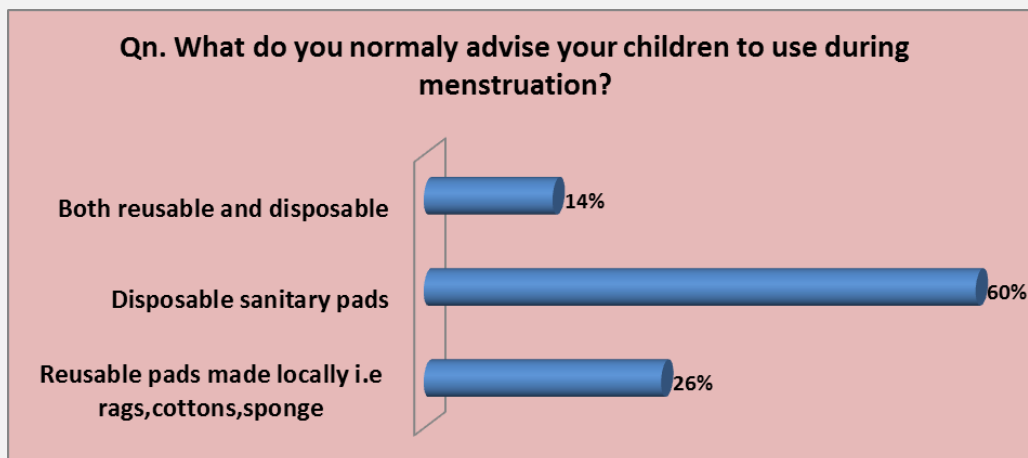 Qn. What do you normaly advise your children to use during
menstruation?
Both reusable and disposable
14%
Disposable sanitary pads
60%
Reusable pads made locally i.e
rags,cottons,sponge
26%